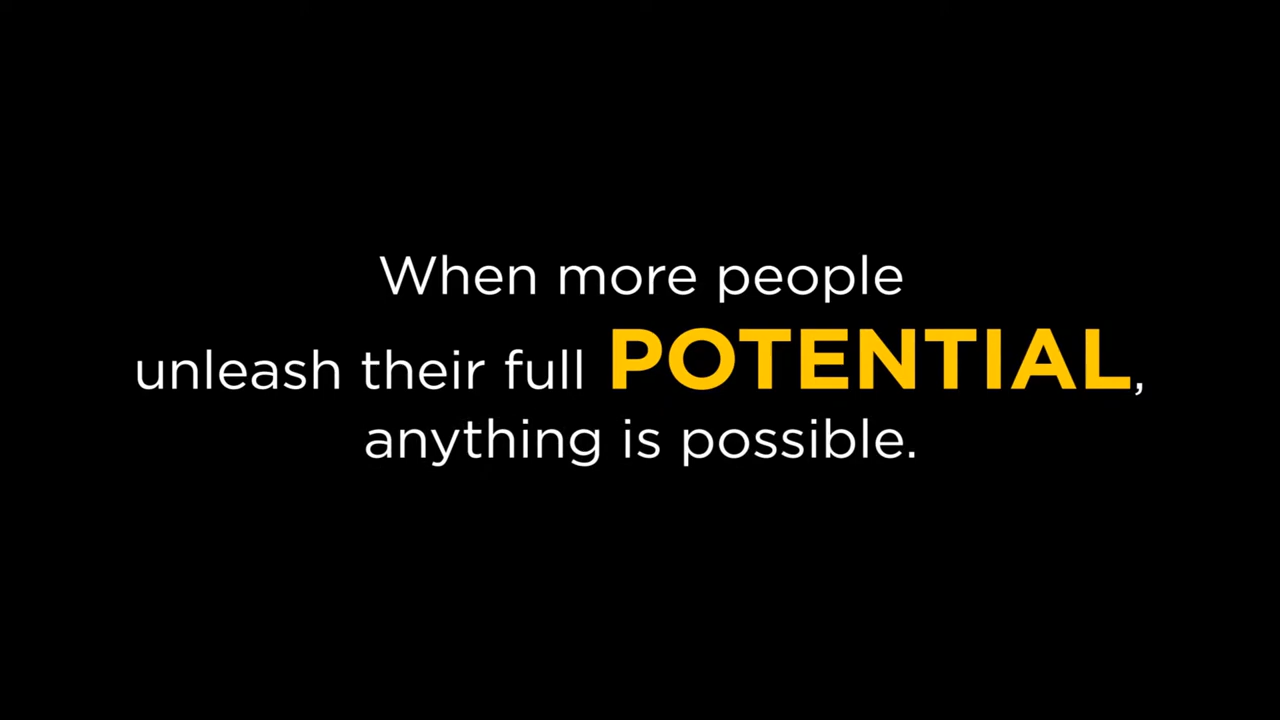 When more people
unleash their full POTENTIAL,
anything is possible.